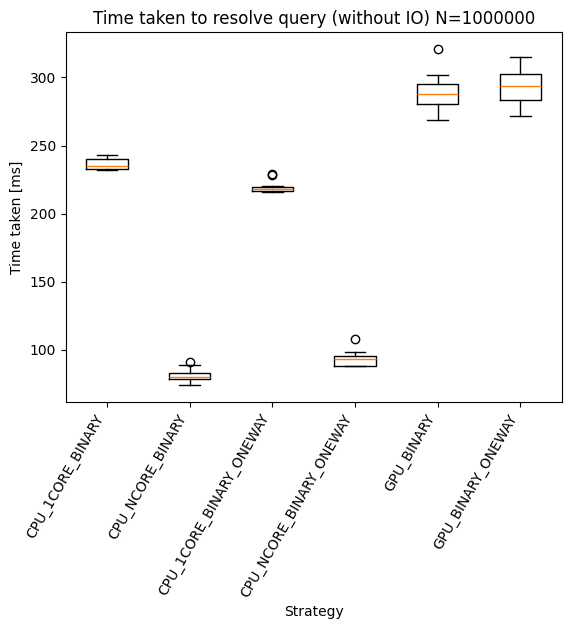 Time taken to resolve query (without IO) N=1000000
Time taken [ms]
300
250
200
150
100
CPU_1CORE_BINARY
CPU_NCORE_BINARY
CPU_1CORE_BINARY_ONEWAY
CPU_NCORE_BINARY_ONEWAY
GPU_BINARY
GPU_BINARY_ONEWAY
Strategy